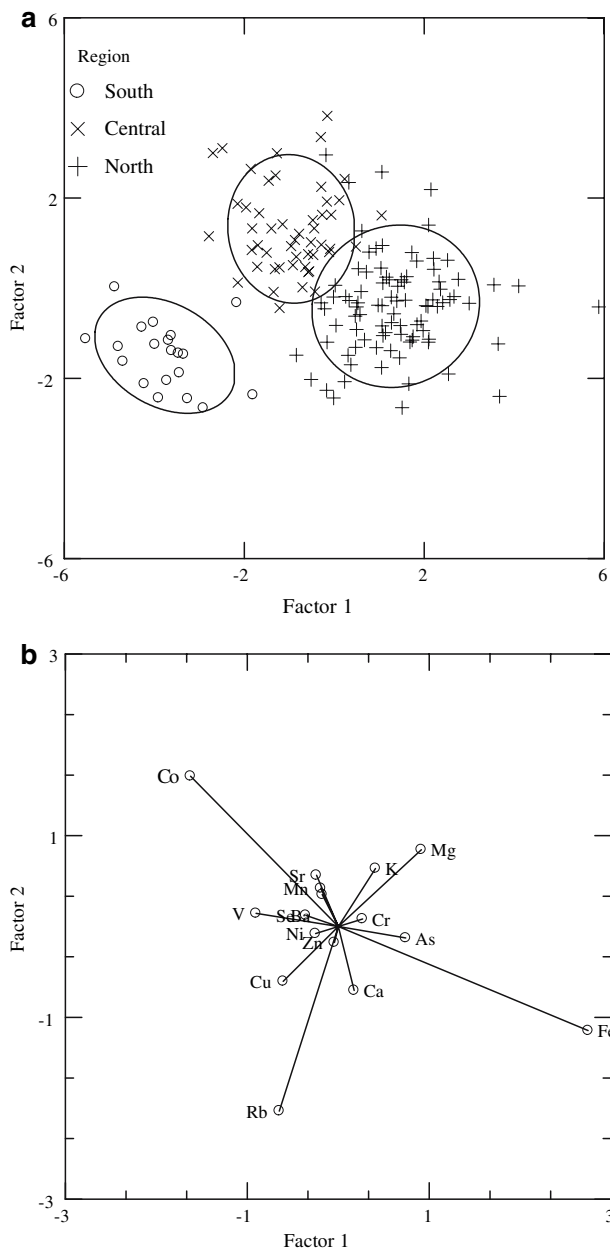 a
6
Region
South
Central
North
2
Factor 2
-2
-6
-6
-2
2
6
Factor 1
b
3
Co
Mg
1
K
Sr
Mn
V
Ba
Cr
As
Ni
Zn
Factor 2
Cu
Ca
-1
Rb
-3
-3
-1
1
3
Factor 1